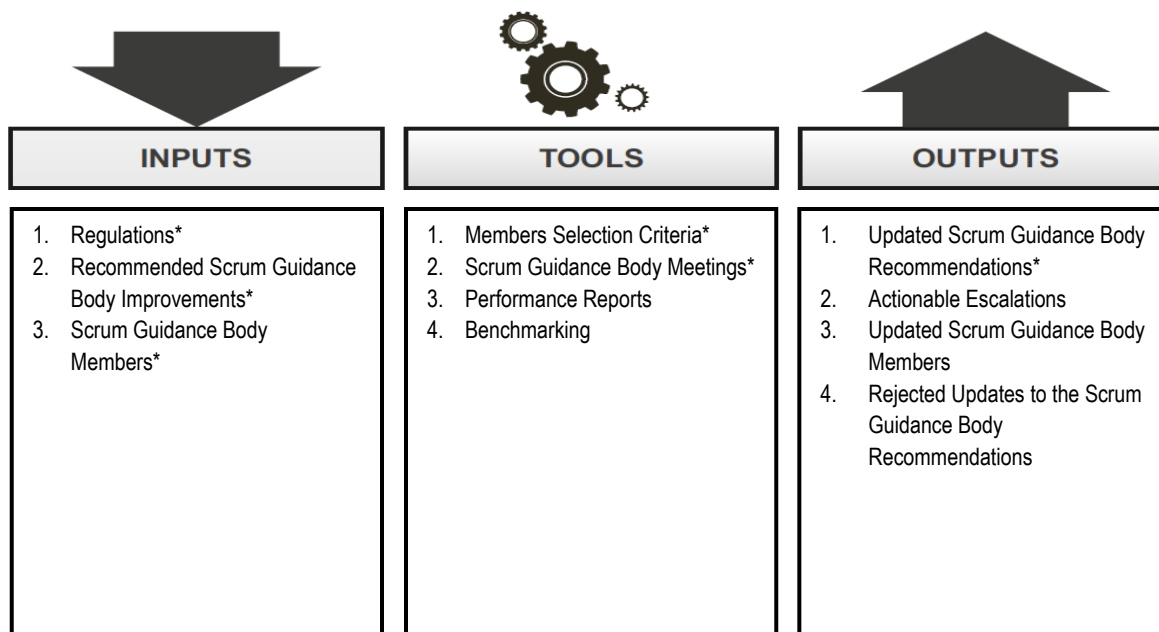 INPUTS
1. Regulations*
2. Recommended Scrum Guidance
Body Improvements*
3. Scrum Guidance Body
Members*
TOOLS
1. Members Selection Criteria*
2. Scrum Guidance Body Meetings*
3. Performance Reports
4. Benchmarking
OUTPUTS
1. Updated Scrum Guidance Body
Recommendations*
2. Actionable Escalations
3. Updated Scrum Guidance Body
Members
4. Rejected Updates to the Scrum
Guidance Body
Recommendations